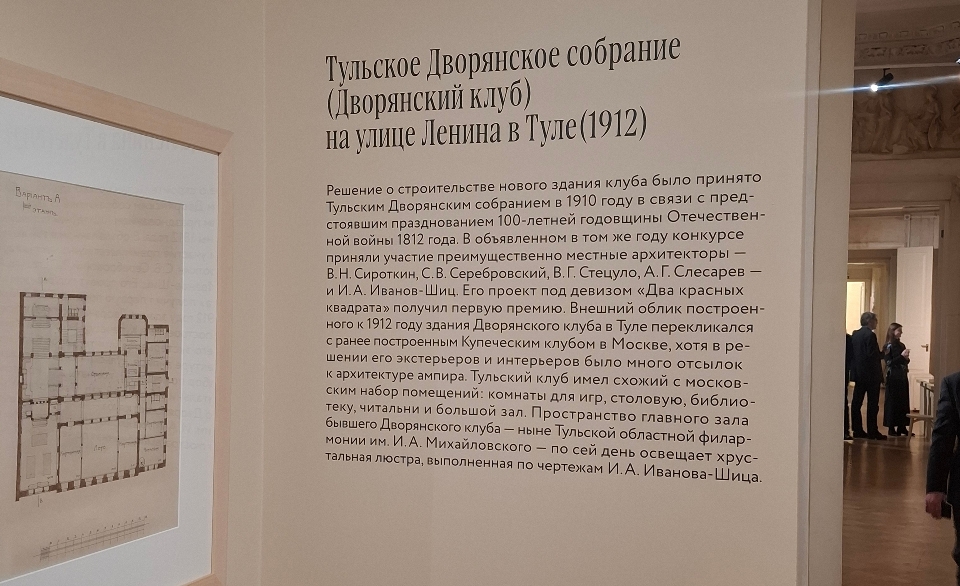 Тульское Дворянское собрание
(Дворянский клуб)
на улице Ленина в Туле (1912)
Решение о строительстве нового здания клуба было принято
Тульским Дворянским собранием в 1910 году в связи с пред-
стоявшим празднованием 100-летней годовщины Отечествен-
ной войны 1812 года. В объявленном в том же году конкурсе
приняли участие преимущественно местные архитекторы —
В. Н. Сироткин, С. В. Серебровский, В. Г. Стецуло, А. Г. Слесарев —
и И. А. Иванов-Шиц. Его проект под девизом «Два красных
квадрата» получил первую премию. Внешний облик построен-
ного к 1912 году здания Дворянского клуба в Туле перекликался
с ранее построенным Купеческим клубом в Москве, хотя в ре-
шении его экстерьеров и интерьеров было много отсылок
к архитектуре ампира. Тульский клуб имел схожий с москов-
ским набор помещений: комнаты для игр, столовую, библио-
теку, читальни и большой зал. Пространство главного зала
бывшего Дворянского клуба — ныне Тульской областной филар-
монии им. И. А. Михайловского — по сей день освещает хрус-
тальная люстра, выполненная по чертежам И. А. Иванова-Шица.
Варiантъ А